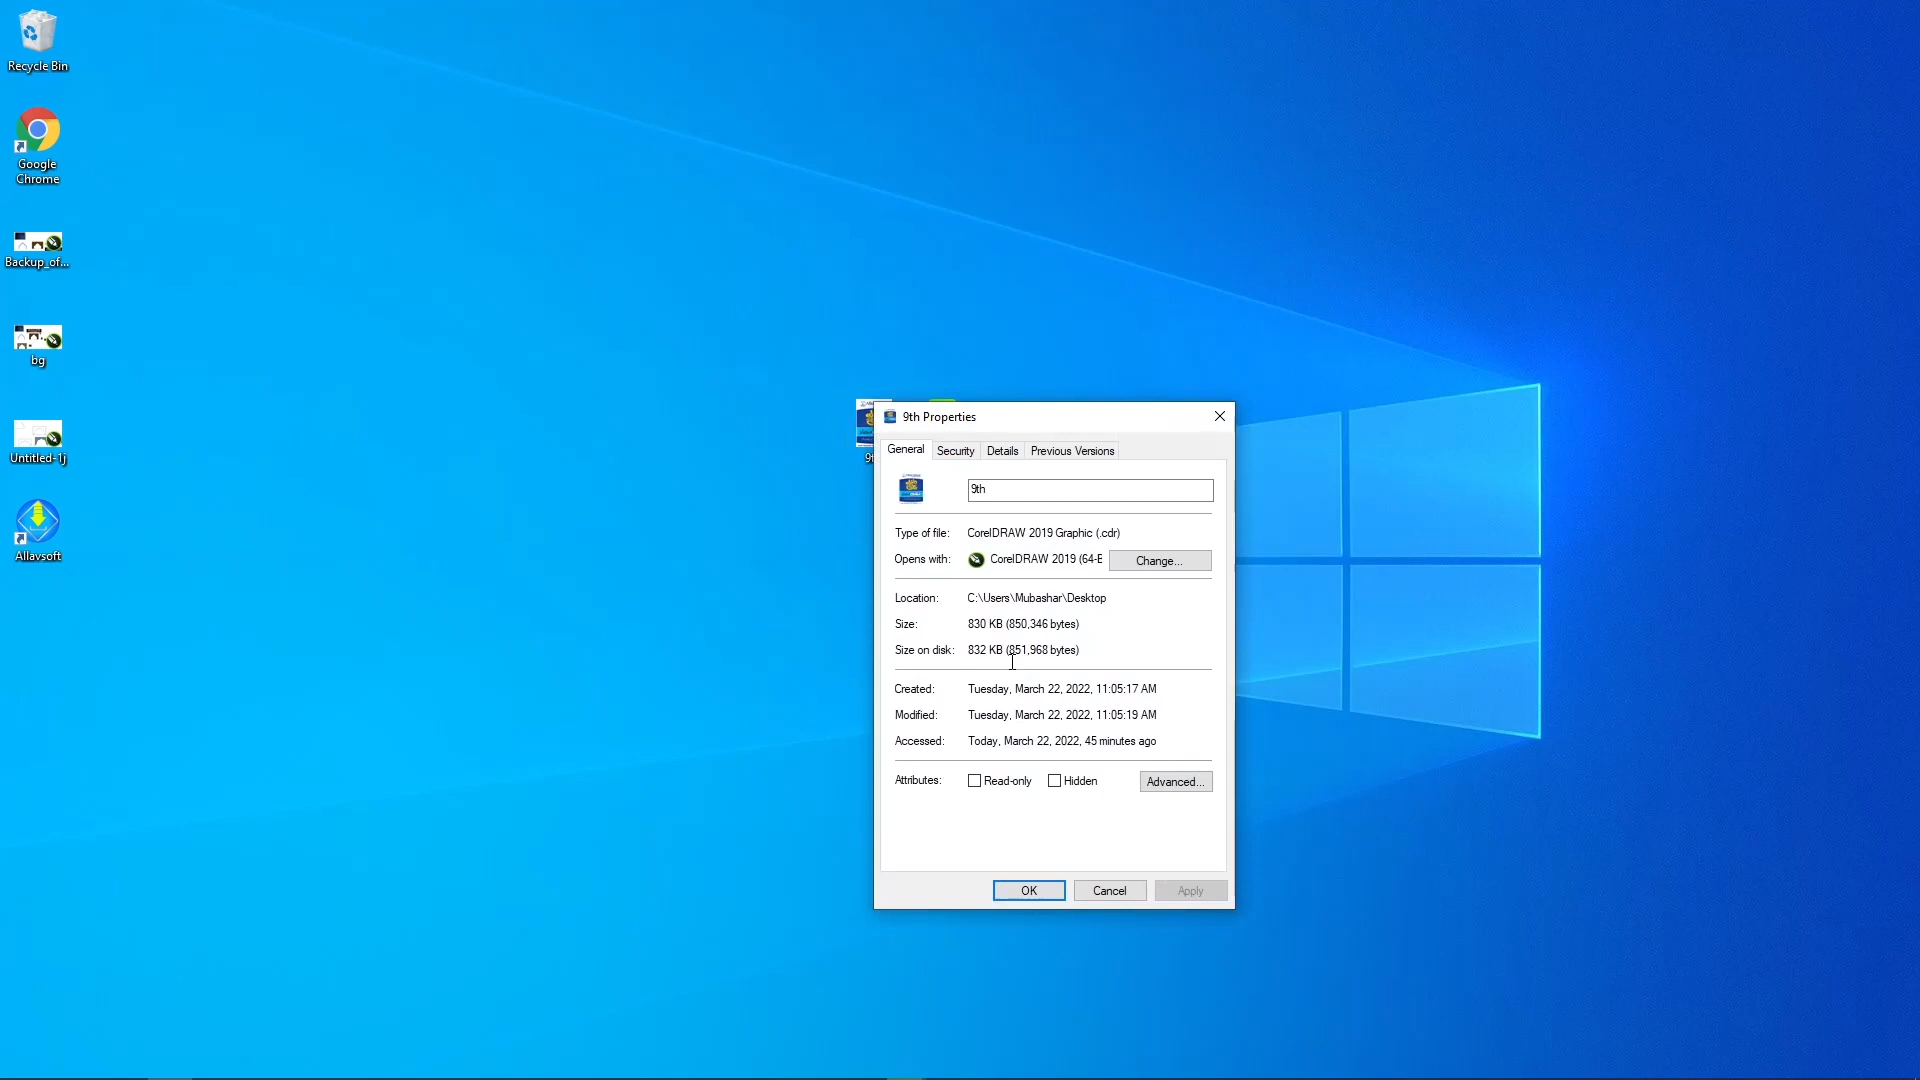 Recycle Bin
Google
Chrome
Backup_of...
bg
Untitled-1j
Allavsoft
9th Properties
General Security Details Previous Versions
9th
Type of file: CorelDRAW 2019 Graphic (.cdr)
Opens with: CorelDRAW 2019 (64-B Change...
Location: C:\Users\Mubashar\Desktop
Size: 830 KB (850,346 bytes)
Size on disk: 832 KB (851,968 bytes)
Created: Tuesday, March 22, 2022, 11:05:17 AM
Modified: Tuesday, March 22, 2022, 11:05:19 AM
Accessed: Today, March 22, 2022, 45 minutes ago
Attributes: Read-only Hidden Advanced...
OK Cancel Apply